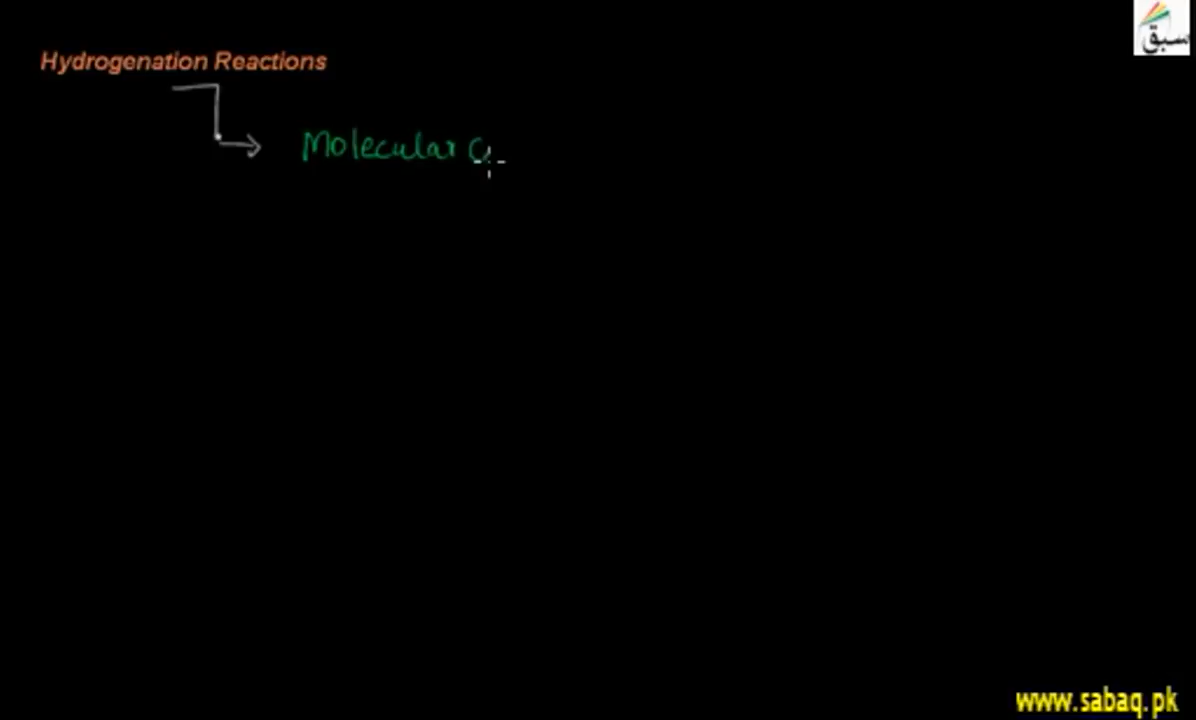 سبق
Hydrogenation Reactions
Molecular
www.sabaq.pk